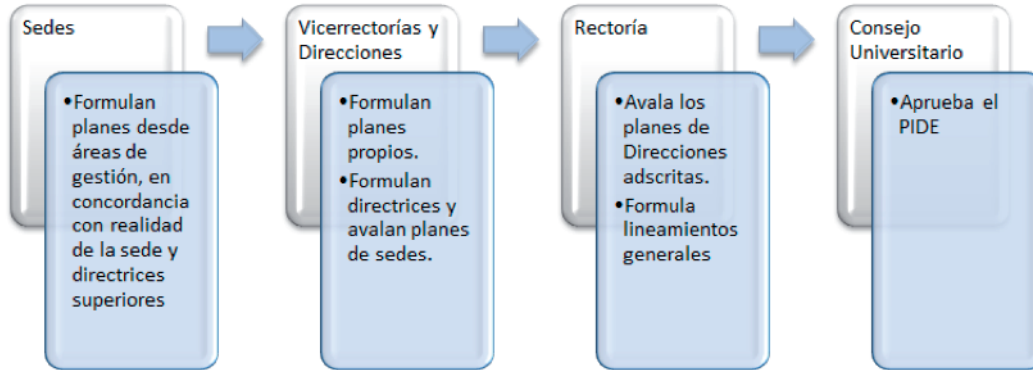 Sedes
•Formulan
planes desde
áreas de
gestión, en
concordancia
con realidad
de la sede y
directrices
superiores
Vicerrectorías y
Direcciones
•Formulan
planes
propios.
•Formulan
directrices y
avalan planes
de sedes.
Rectoría
•Avala los
planes de
Direcciones
adscritas.
•Formula
lineamientos
generales
Consejo
Universitario
•Aprueba el
PIDE